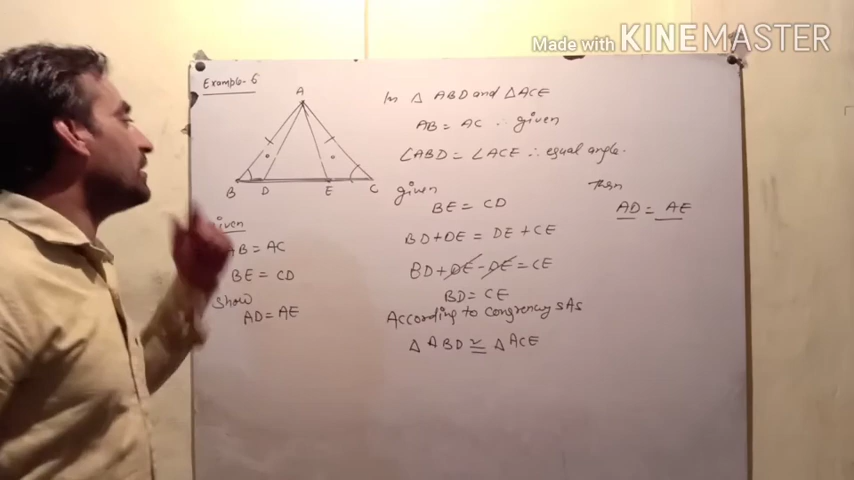 Made with KINEMASTER
Example-6
A
B D E C
given
AB = AC
BE = CD
Show
AD = AE
In △ ABD and △ACE
AB = AC ∴ given
∠ABD = ∠ACE ∴ equal angle.
given
BE = CD
BD+DE = DE+CE
BD+DE-DE = CE
BD = CE
According to congrency SAS
△ ABD ≅ △ ACE
Then
AD = AE